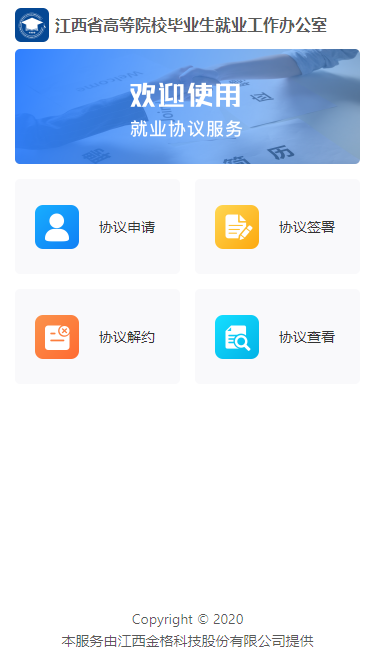 江西省高等院校毕业生就业工作办公室
欢迎使用
就业协议服务
简历
协议申请
协议签署
协议解约
协议查看
Copyright © 2020
本服务由江西金格科技股份有限公司提供